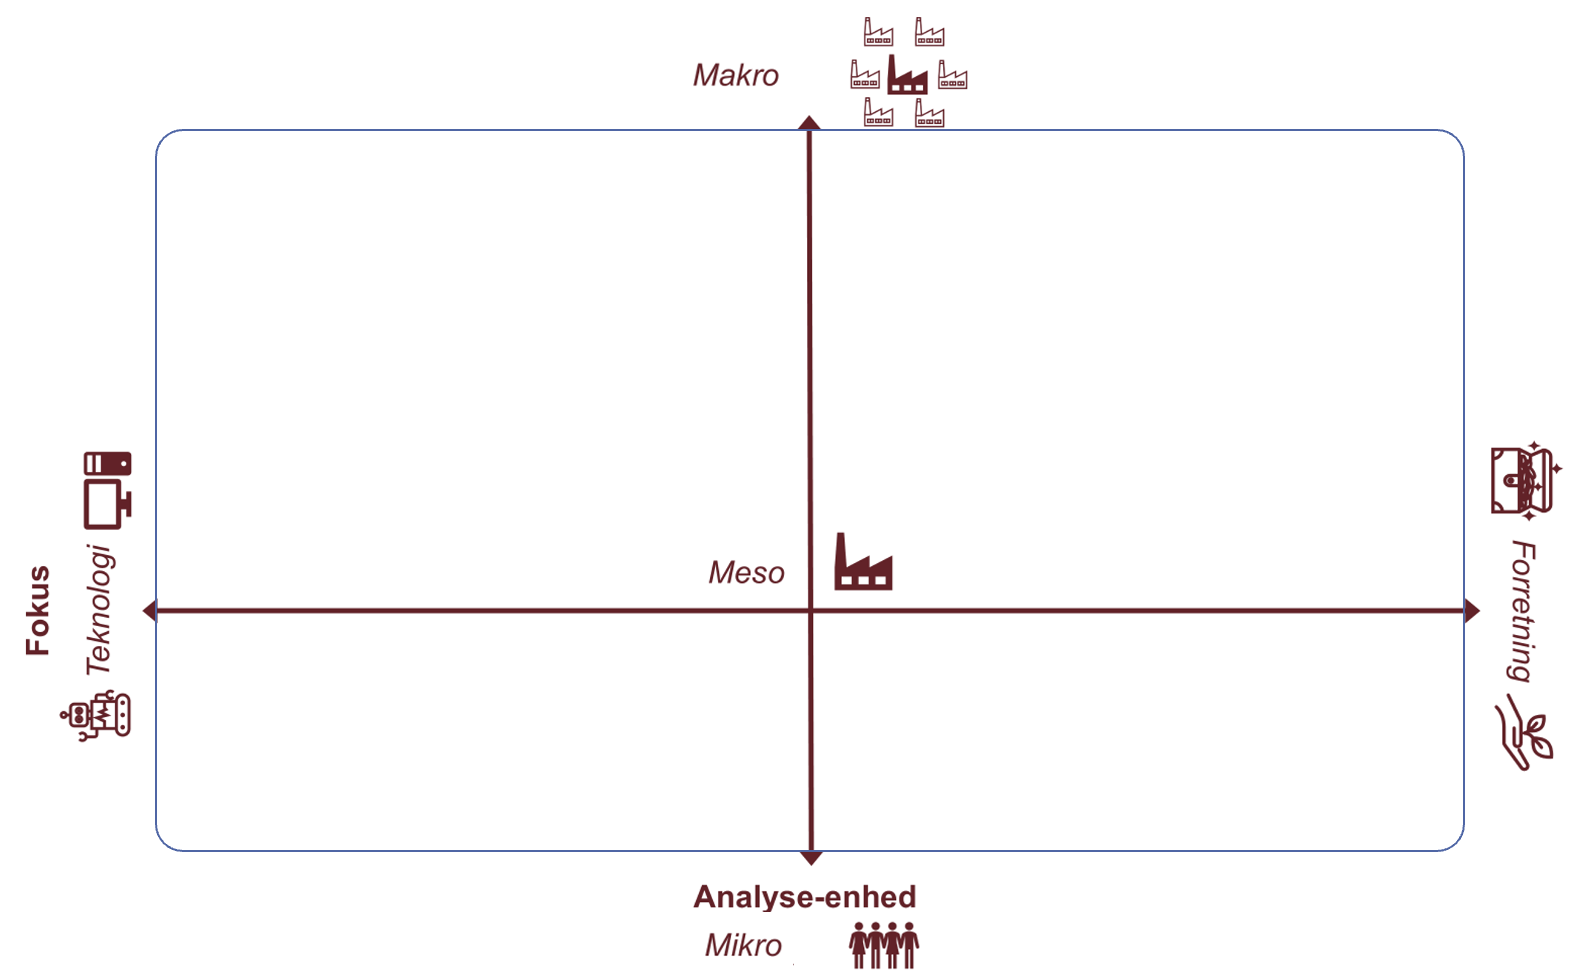 Makro
Meso
Fokus
Teknologi
Forretning
Analyse-enhed
Mikro